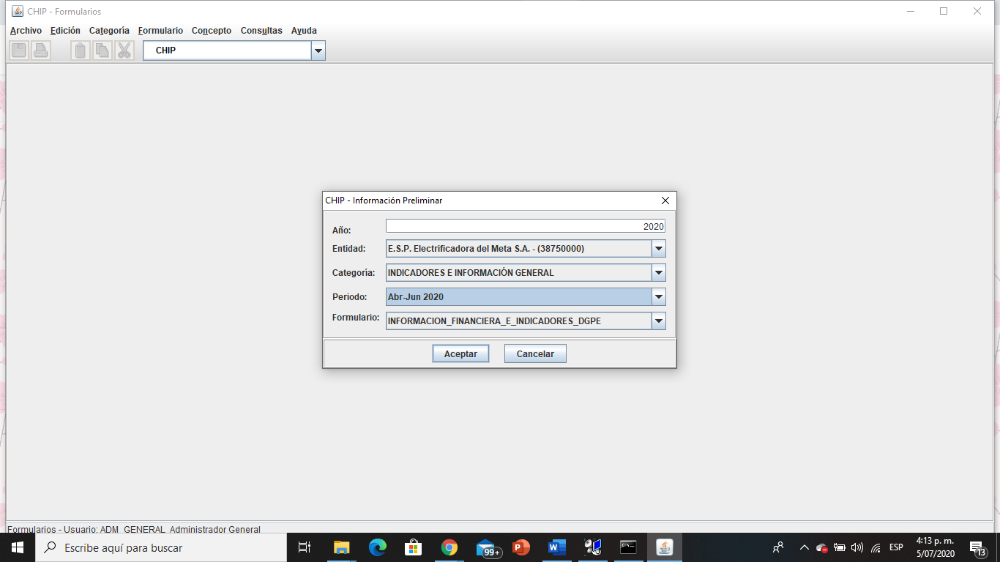 CHIP - Formularios
Archivo Edición Categoría Formulario Concepto Consultas Ayuda
CHIP
CHIP - Información Preliminar
Año: 2020
Entidad: E.S.P. Electrificadora del Meta S.A. - (38750000)
Categoría: INDICADORES E INFORMACIÓN GENERAL
Periodo: Abr-Jun 2020
Formulario: INFORMACION_FINANCIERA_E_INDICADORES_DGPE
Aceptar Cancelar
Formularios - Usuario: ADM_GENERAL Administrador General
Escribe aquí para buscar 99+ ESP 4:13 p. m.
5/07/2020 13